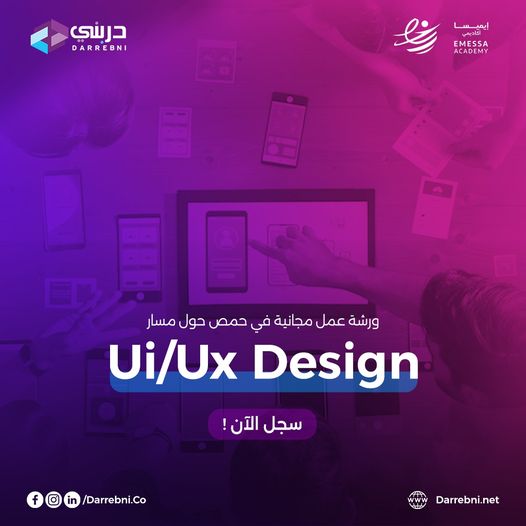 دربني
DARREBNI
إيميسا
أكاديمي
EMESSA
ACADEMY
ورشة عمل مجانية في حمص حول مسار
Ui/Ux Design
سجل الآن !
/Darrebni.Co
Darrebni.net